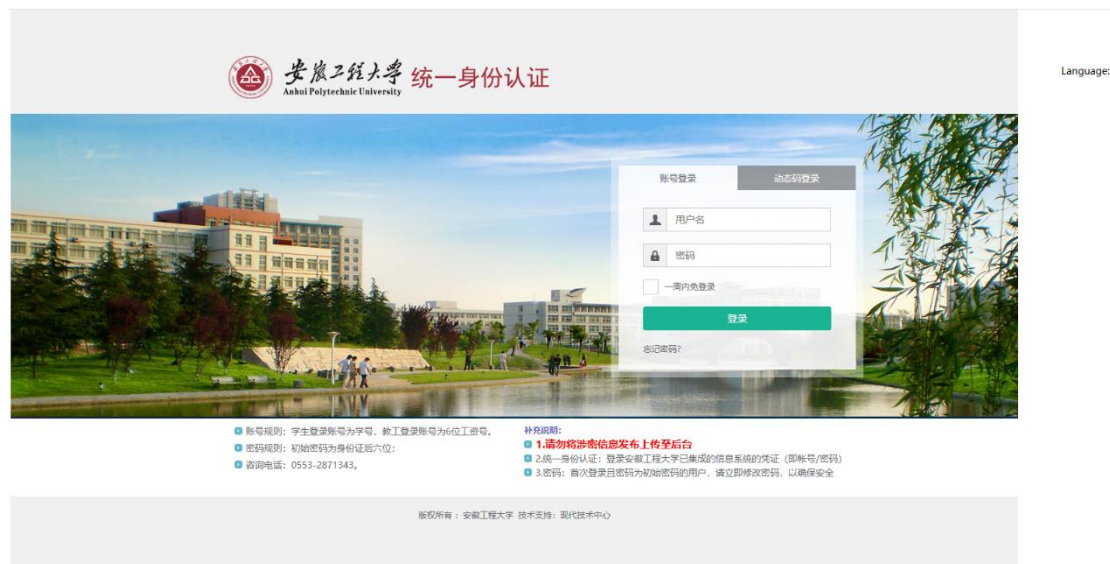 安徽工程大学 统一身份认证
Anhui Polytechnic University
Language:
账号登录 动态码登录
用户名
密码
一周内免登录
登录
忘记密码?
账号规则：学生登录账号为学号，教工登录账号为6位工资号。
密码规则：初始密码为身份证后六位；
咨询电话：0553-2871343。
补充说明：
1.请勿将涉密信息发布上传至后台
2.统一身份认证：登录安徽工程大学已集成的信息系统的凭证（即帐号/密码）
3.密码：首次登录且密码为初始密码的用户，请立即修改密码，以确保安全
版权所有：安徽工程大学 技术支持：现代技术中心